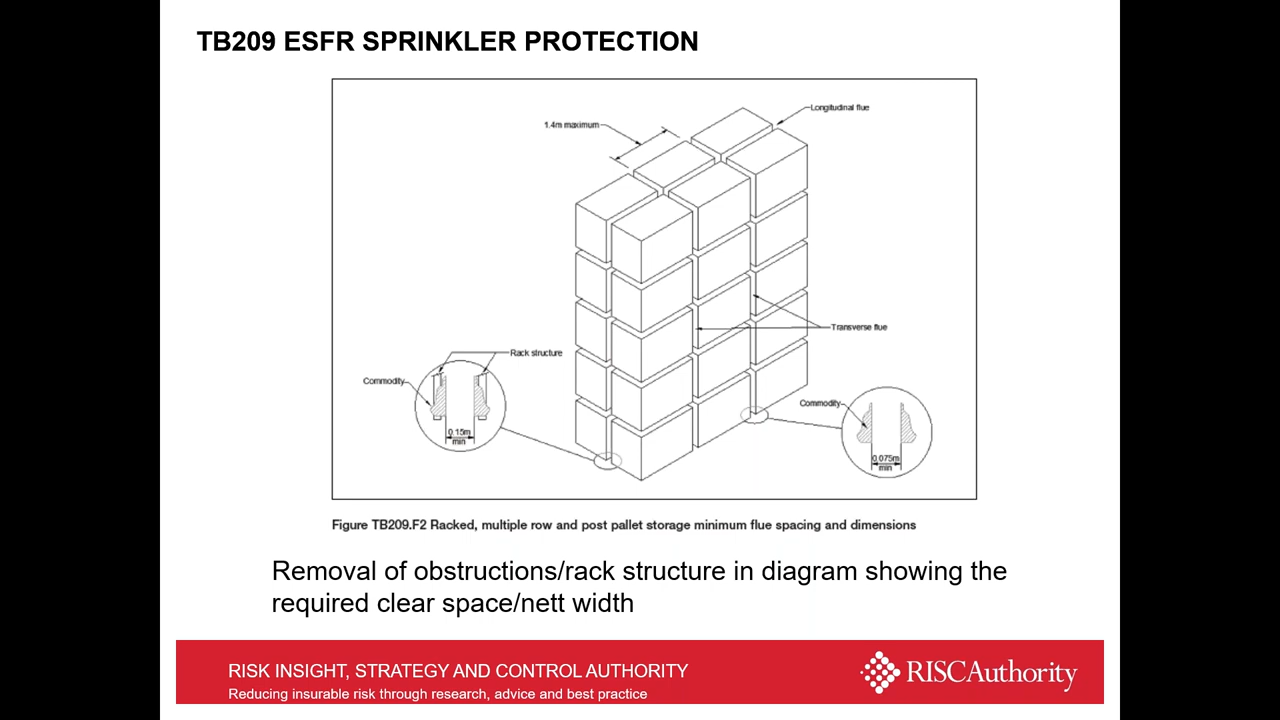 TB209 ESFR SPRINKLER PROTECTION
Longitudinal flue
1.4m maximum
Transverse flue
Rack structure
Commodity
0.15m
min
Commodity
0.075m
min
Figure TB209.F2 Racked, multiple row and post pallet storage minimum flue spacing and dimensions
Removal of obstructions/rack structure in diagram showing the
required clear space/nett width
RISK INSIGHT, STRATEGY AND CONTROL AUTHORITY
Reducing insurable risk through research, advice and best practice
RISCAuthority